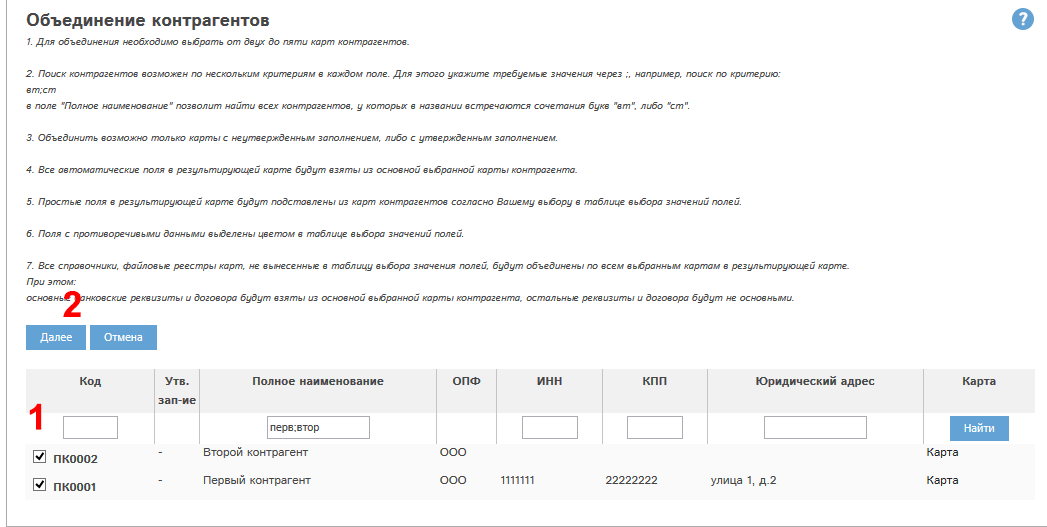 Объединение контрагентов
?
1. Для объединения необходимо выбрать от двух до пяти карт контрагентов.
2. Поиск контрагентов возможен по нескольким критериям в каждом поле. Для этого укажите требуемые значения через ;, например, поиск по критерию:
вт;ст
в поле "Полное наименование" позволит найти всех контрагентов, у которых в названии встречаются сочетания букв "вт", либо "ст".
3. Объединить возможно только карты с неутвержденным заполнением, либо с утвержденным заполнением.
4. Все автоматические поля в результирующей карте будут взяты из основной выбранной карты контрагента.
5. Простые поля в результирующей карте будут подставлены из карт контрагентов согласно Вашему выбору в таблице выбора значений полей.
6. Поля с противоречивыми данными выделены цветом в таблице выбора значений полей.
7. Все справочники, файловые реестры карт, не вынесенные в таблицу выбора значения полей, будут объединены по всем выбранным картам в результирующей карте.
При этом:
основные банковские реквизиты и договора будут взяты из основной выбранной карты контрагента, остальные реквизиты и договора будут не основными.
2
Далее Отмена
Код Утв. зап-ие Полное наименование ОПФ ИНН КПП Юридический адрес Карта
1
перв;втор Найти
ПК0002 - Второй контрагент ООО Карта
ПК0001 - Первый контрагент ООО 1111111 22222222 улица 1, д.2 Карта